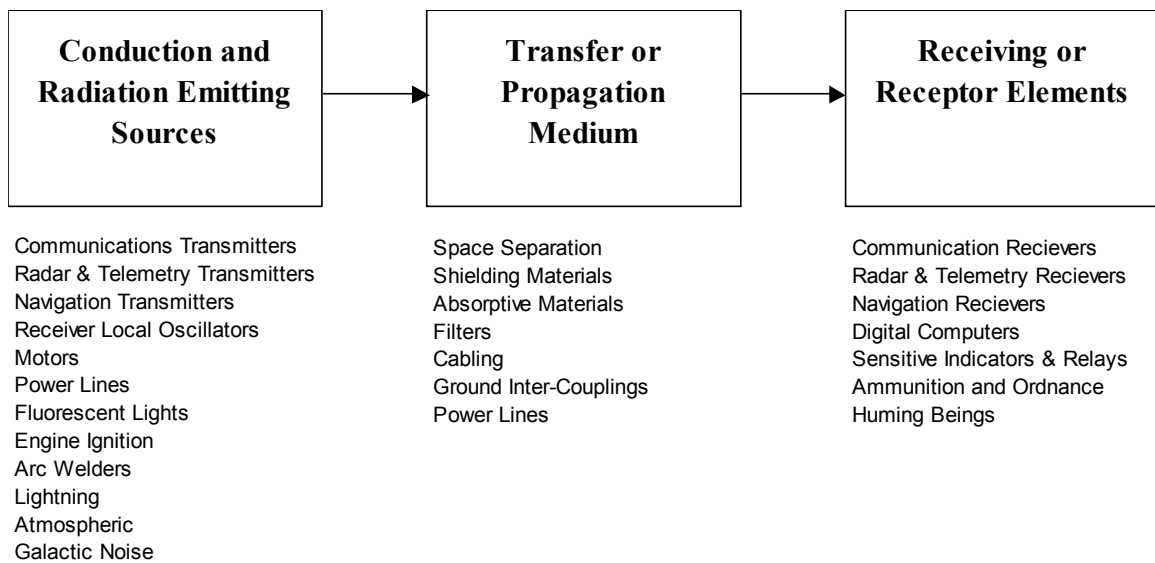 Conduction and
Radiation Emitting
Sources
Transfer or
Propagation
Medium
Receiving or
Receptor Elements
Communications Transmitters
Radar & Telemetry Transmitters
Navigation Transmitters
Receiver Local Oscillators
Motors
Power Lines
Fluorescent Lights
Engine Ignition
Arc Welders
Lightning
Atmospheric
Galactic Noise
Space Separation
Shielding Materials
Absorptive Materials
Filters
Cabling
Ground Inter-Couplings
Power Lines
Communication Recievers
Radar & Telemetry Recievers
Navigation Recievers
Digital Computers
Sensitive Indicators & Relays
Ammunition and Ordnance
Huming Beings